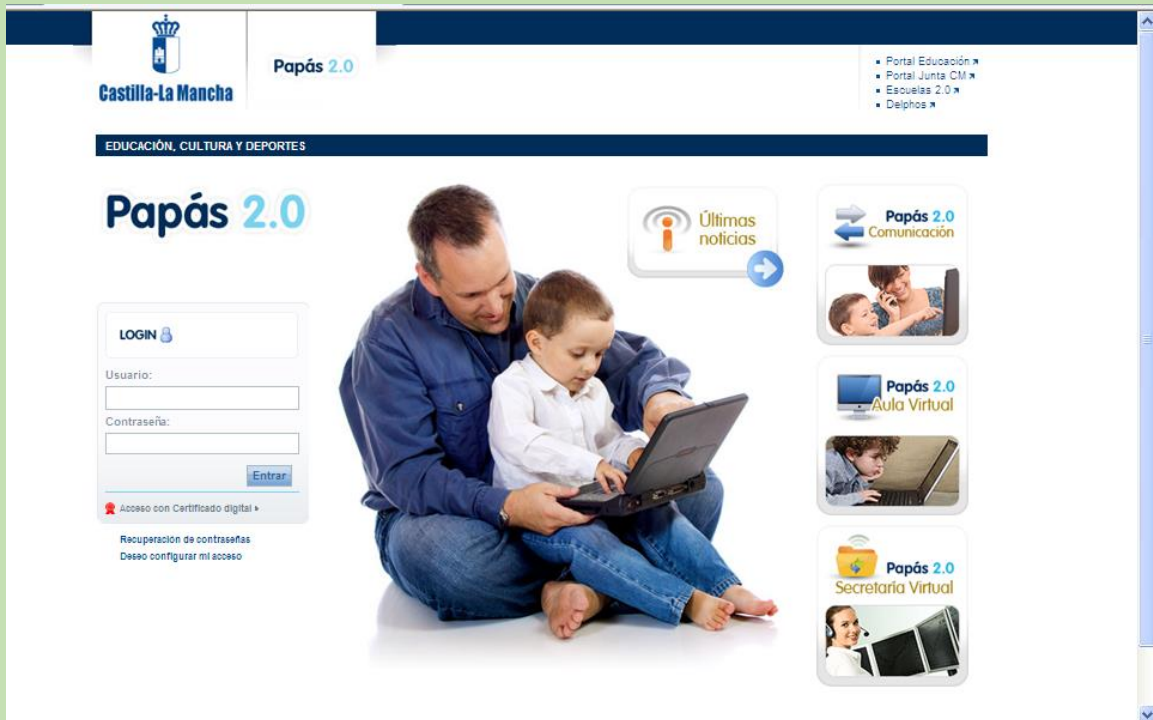 Castilla-La Mancha
Papás 2.0
Portal Educación
Portal Junta CM
Escuelas 2.0
Delphos
EDUCACIÓN, CULTURA Y DEPORTES
Papás 2.0
Últimas
noticias
Papás 2.0
Comunicación
LOGIN
Usuario:
Contraseña:
Entrar
Acceso con Certificado digital
Recuperación de contraseñas
Deseo configurar mi acceso
Papás 2.0
Aula Virtual
Papás 2.0
Secretaría Virtual